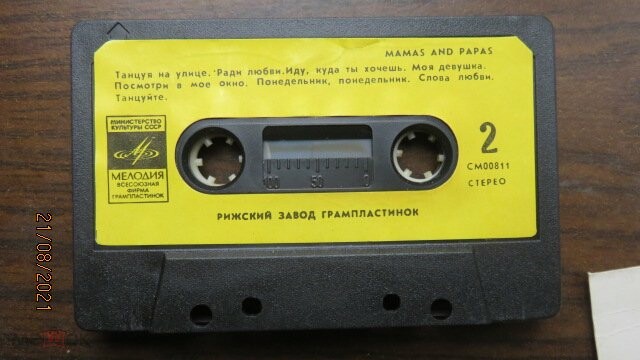 MAMAS AND PAPAS
Танцуя на улице. Ради любви. Иду, куда ты хочешь. Моя девушка.
Посмотри в мое окно. Понедельник, понедельник. Слова любви.
Танцуйте.
МИНИСТЕРСТВО
КУЛЬТУРЫ СССР
МЕЛОДИЯ
ВСЕСОЮЗНАЯ
ФИРМА
ГРАМПЛАСТИНОК
100 50 0
2
СМ00811
СТЕРЕО
РИЖСКИЙ ЗАВОД ГРАМПЛАСТИНОК
21/08/2021